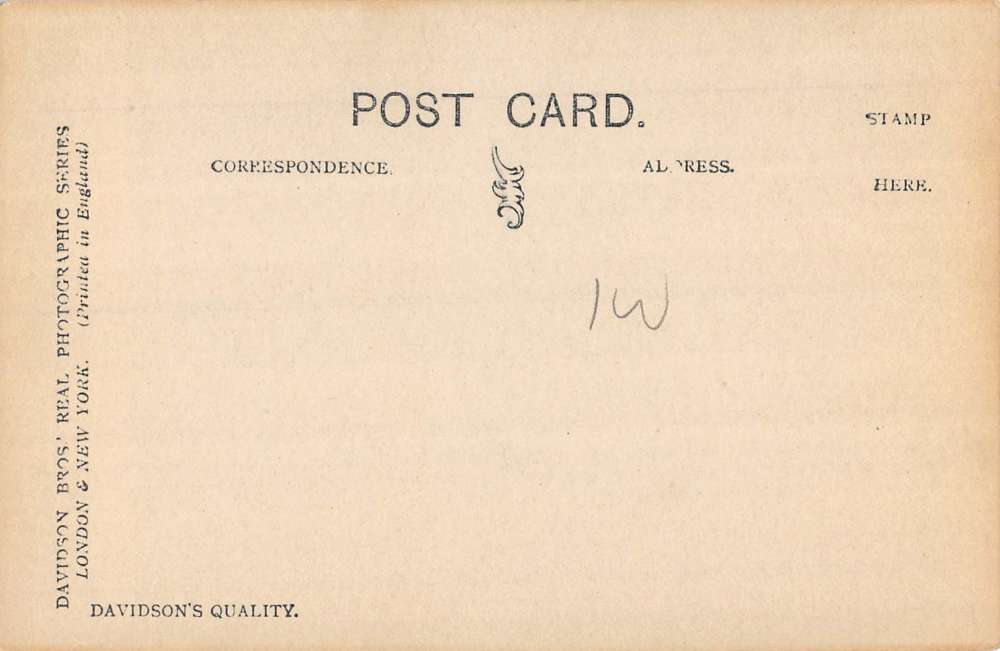 POST CARD.
STAMP
HERE.
CORRESPONDENCE.
ADDRESS.
DAVIDSON BROS.' REAL PHOTOGRAPHIC SERIES
LONDON & NEW YORK. (Printed in England)
DAVIDSON'S QUALITY.